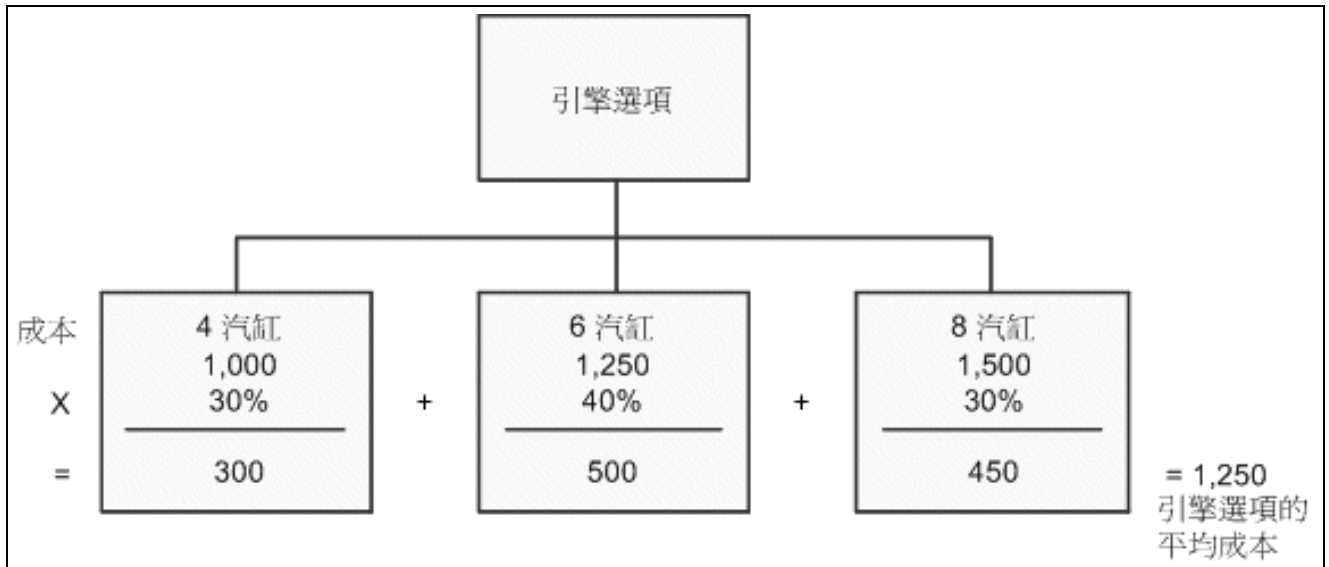 引擎選項
成本
X
=
4 汽缸
1,000
30%
300
+
6 汽缸
1,250
40%
500
+
8 汽缸
1,500
30%
450
= 1,250
引擎選項的
平均成本